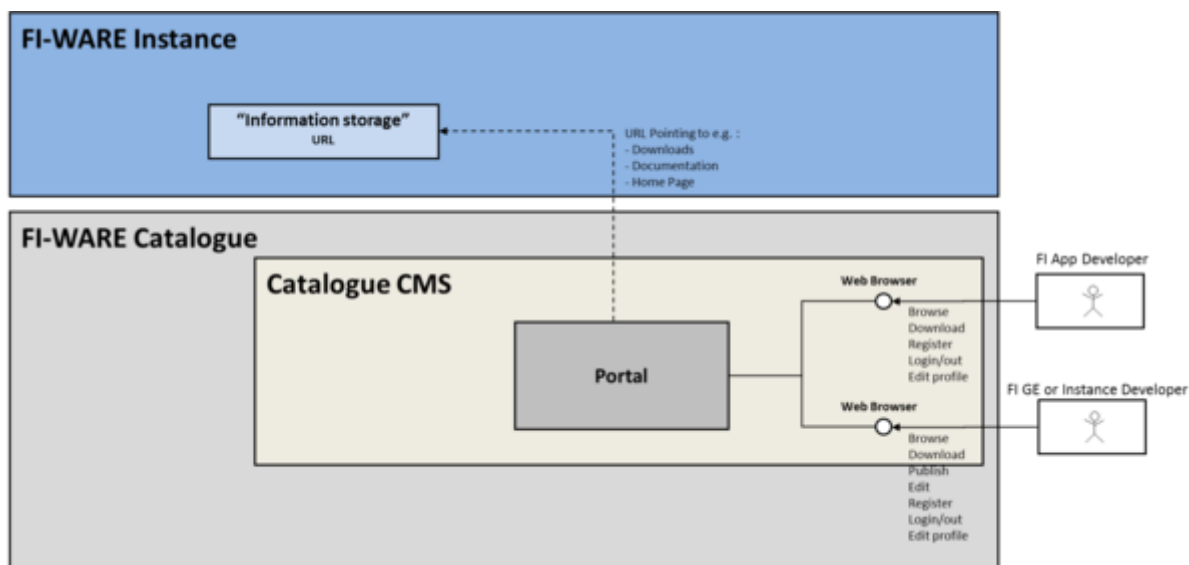 FI-WARE Instance
“Information storage”
URL
URL Pointing to e.g. :
- Downloads
- Documentation
- Home Page
FI-WARE Catalogue
Catalogue CMS
Portal
Web Browser
Browse
Download
Register
Login/out
Edit profile
FI App Developer
Web Browser
Browse
Download
Publish
Edit
Register
Login/out
Edit profile
FI GE or Instance Developer